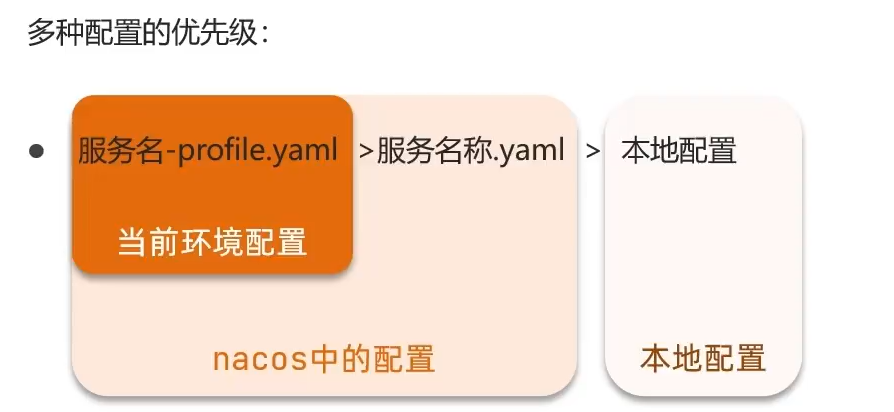 多种配置的优先级：
● 服务名-profile.yaml >服务名称.yaml > 本地配置
当前环境配置
nacos中的配置 本地配置